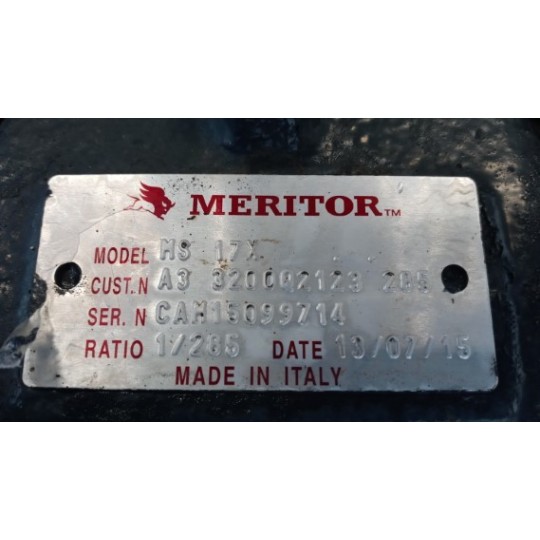 MERITOR™
MODEL MS 17X
CUST.N A3 3200Q2123 205
SER. N CAM15099714
RATIO 1/285 DATE 13/07/15
MADE IN ITALY